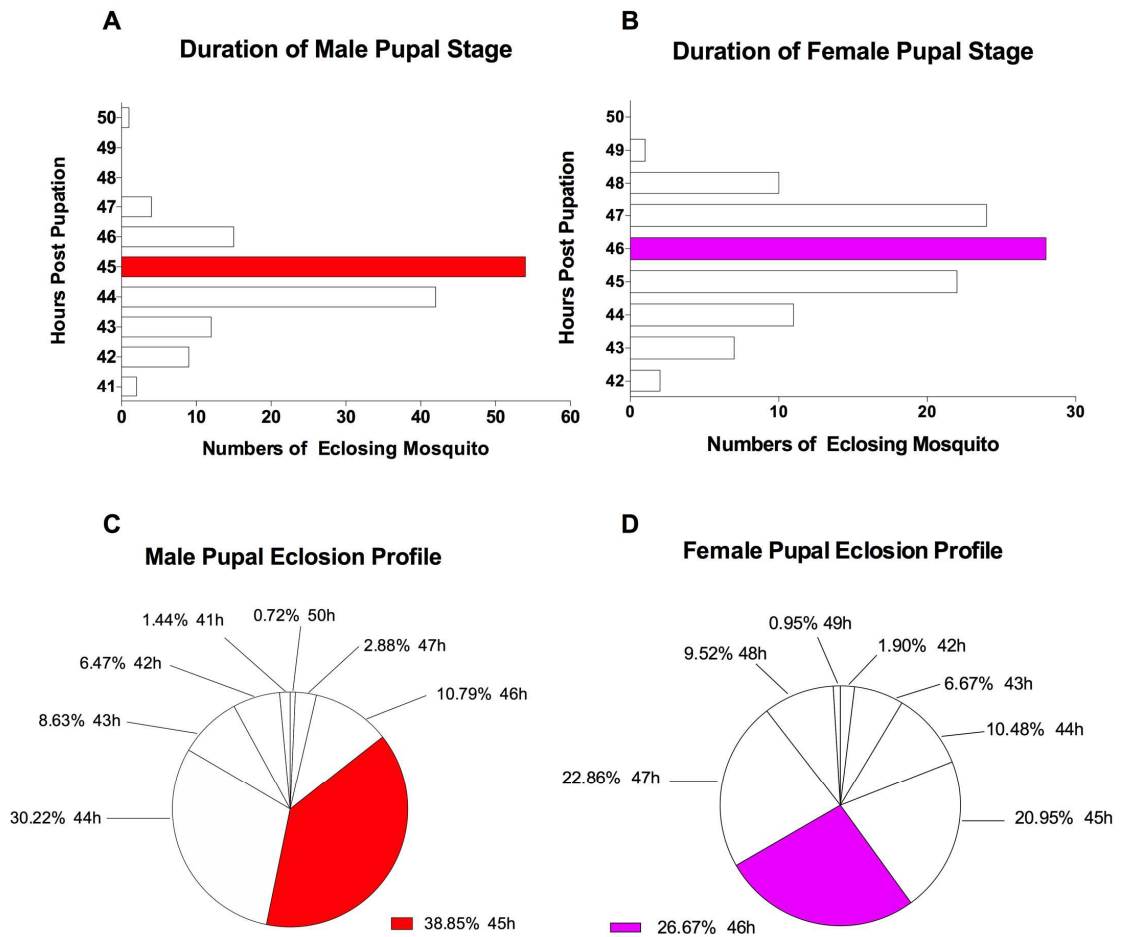 A
Duration of Male Pupal Stage
Hours Post Pupation
50
49
48
47
46
45
44
43
42
41
0 10 20 30 40 50 60
Numbers of Eclosing Mosquito
B
Duration of Female Pupal Stage
Hours Post Pupation
50
49
48
47
46
45
44
43
42
0 10 20 30
Numbers of Eclosing Mosquito
C
Male Pupal Eclosion Profile
0.72% 50h
1.44% 41h
2.88% 47h
6.47% 42h
10.79% 46h
8.63% 43h
30.22% 44h
38.85% 45h
D
Female Pupal Eclosion Profile
0.95% 49h
1.90% 42h
9.52% 48h
6.67% 43h
10.48% 44h
22.86% 47h
20.95% 45h
26.67% 46h